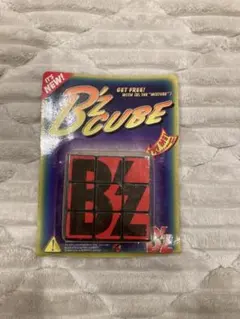 IT'S NEW!
GET FREE!
WITH CD, THE "MIXTURE"!
B'z
CUBE
B'z